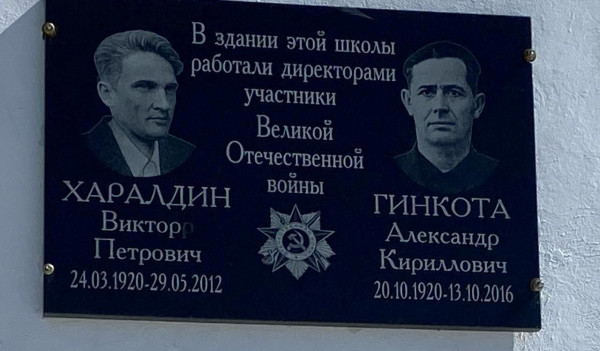 В здании этой школы
работали директорами
участники
Великой
Отечественной
войны
ХАРАЛДИН
Виктор
Петрович
24.03.1920-29.05.2012
ГИНКОТА
Александр
Кириллович
20.10.1920-13.10.2016